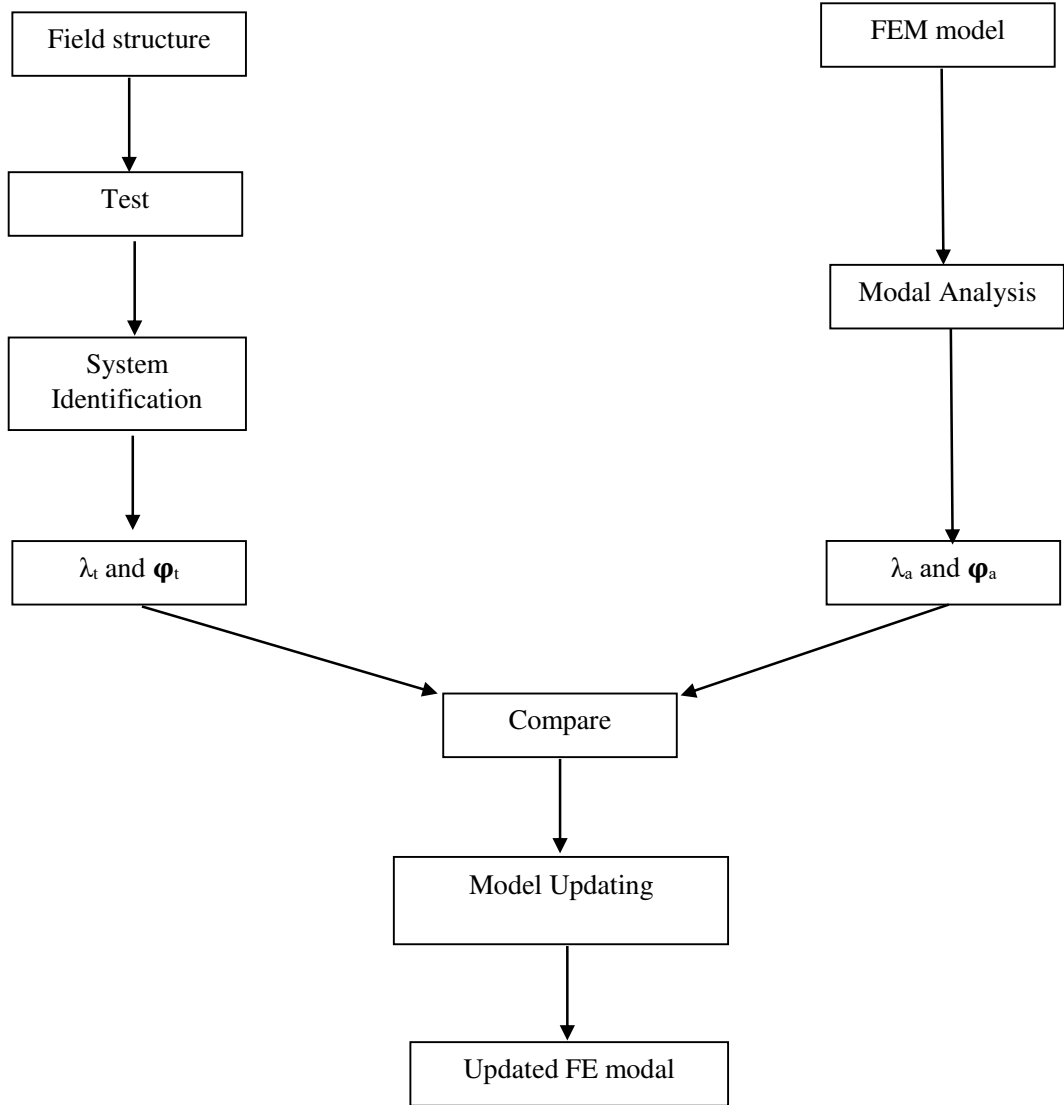 Field structure
FEM model
Test
Modal Analysis
System
Identification
λₜ and φₜ
λₐ and φₐ
Compare
Model Updating
Updated FE modal